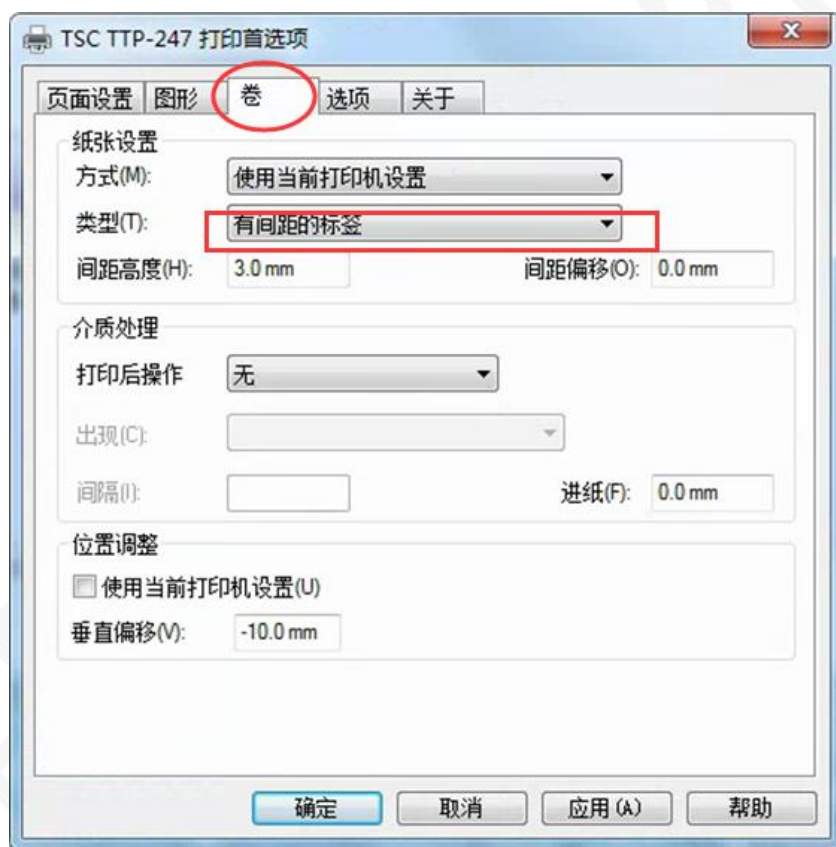 TSC TTP-247 打印首选项
页面设置 图形 卷 选项 关于
纸张设置
方式(M): 使用当前打印机设置
类型(T): 有间距的标签
间距高度(H): 3.0 mm 间距偏移(O): 0.0 mm
介质处理
打印后操作 无
出现(C):
间隔(I): 进纸(F): 0.0 mm
位置调整
使用当前打印机设置(U)
垂直偏移(V): -10.0 mm
确定 取消 应用(A) 帮助